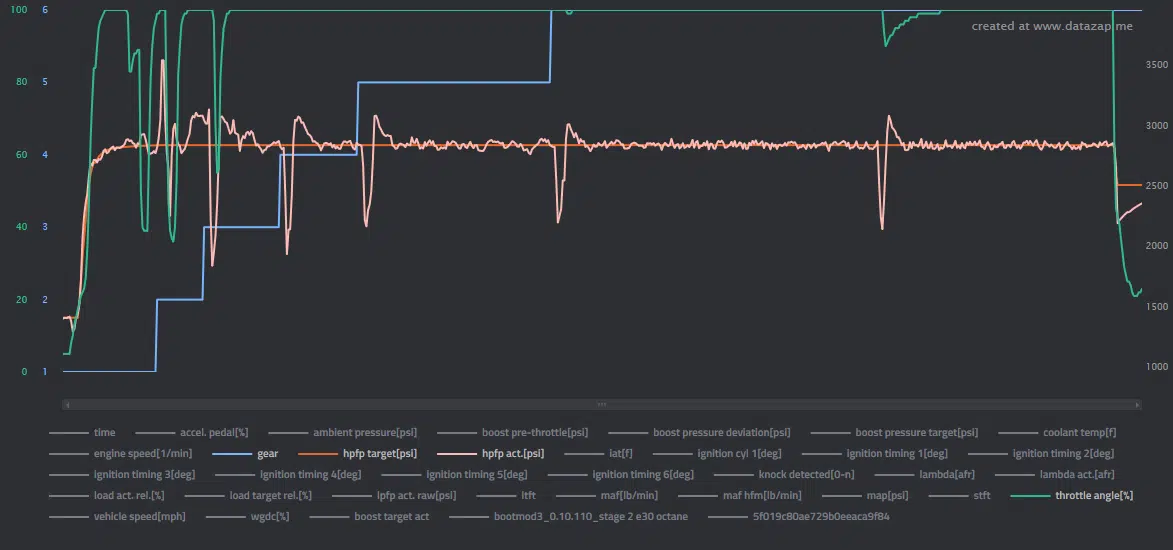 100 6
created at www.datazap.me
3500
80 5
3000
60 4
2500
40 3
2000
20 2
1500
0 1
1000
time accel. pedal[%] ambient pressure[psi] boost pre-throttle[psi] boost pressure deviation[psi] boost pressure target[psi] coolant temp[f]
engine speed[1/min] gear hpfp target[psi] hpfp act.[psi] iat[f] ignition cyl 1[deg] ignition timing 1[deg] ignition timing 2[deg]
ignition timing 3[deg] ignition timing 4[deg] ignition timing 5[deg] ignition timing 6[deg] knock detected[0-n] lambda[afr] lambda act.[afr]
load act. rel.[%] load target rel.[%] lpfp act. raw[psi] ltft maf[lb/min] maf hfm[lb/min] map[psi] stft throttle angle[%]
vehicle speed[mph] wgdc[%] boost target act bootmod3_0.10.110_stage 2 e30 octane 5f019c80ae729b0eeaca9f84